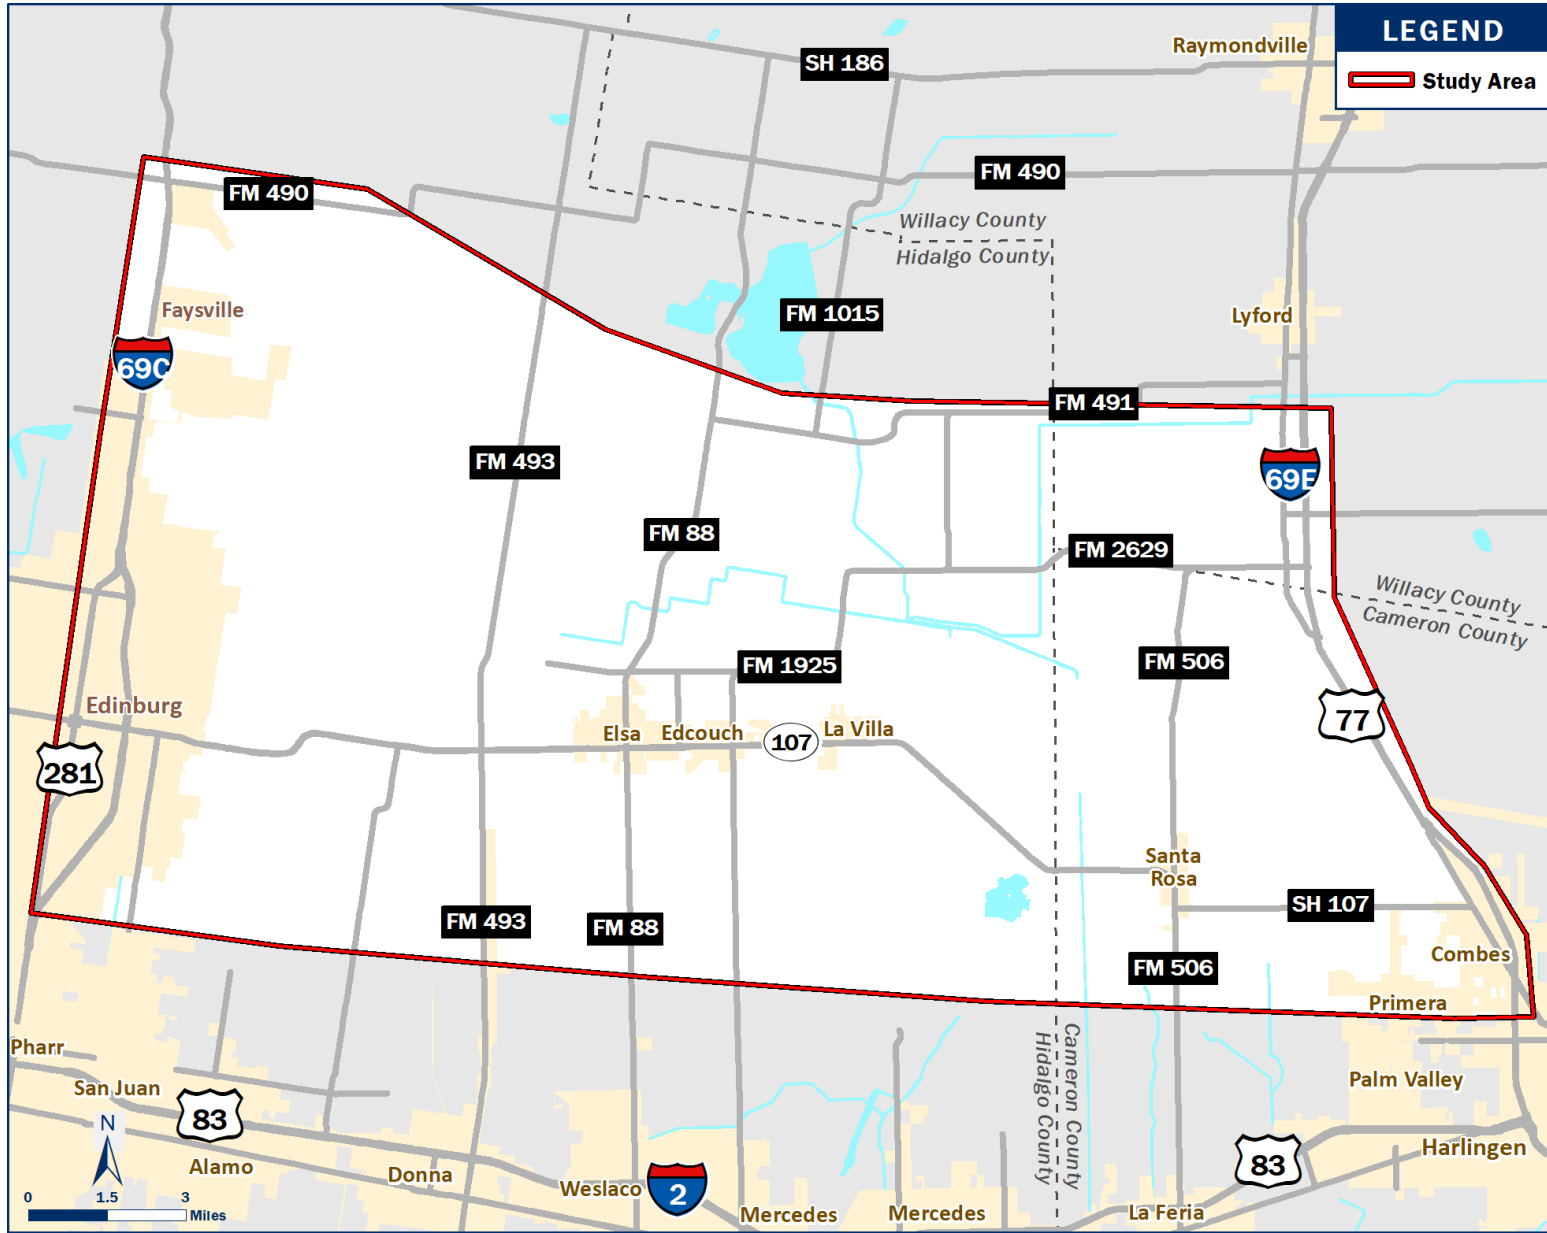 LEGEND
Study Area
Raymondville
SH 186
FM 490
FM 490
Willacy County
Hidalgo County
Faysville
FM 1015
Lyford
69C
FM 491
FM 493
69E
FM 88
FM 2629
Willacy County
Cameron County
FM 1925
FM 506
Edinburg
77
Elsa
Edcouch
107
La Villa
281
Santa
Rosa
SH 107
FM 493
FM 88
Combes
FM 506
Primera
Pharr
Cameron County
Hidalgo County
San Juan
Palm Valley
83
N
Harlingen
Alamo
Donna
83
Weslaco
2
0 1.5 3
Miles
Mercedes
Mercedes
La Feria